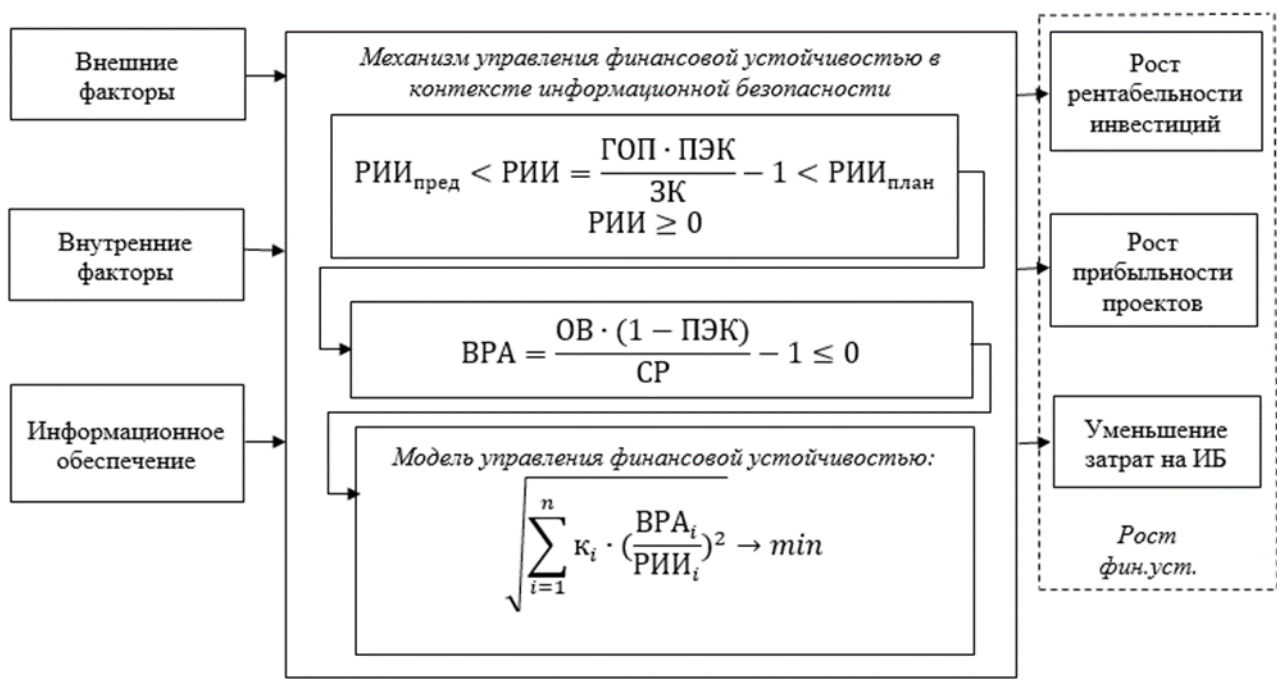 Внешние
факторы
Внутренние
факторы
Информационное
обеспечение
Механизм управления финансовой устойчивостью в
контексте информационной безопасности
РИИ_пред < РИИ = (ГОП · ПЭК)/ЗК − 1 < РИИ_план
РИИ ≥ 0
ВРА = (ОВ · (1 − ПЭК))/СР − 1 ≤ 0
Модель управления финансовой устойчивостью:
√(∑_{i=1}^{n} к_i · (ВРА_i/РИИ_i)²) → min
Рост
рентабельности
инвестиций
Рост
прибыльности
проектов
Уменьшение
затрат на ИБ
Рост
фин.уст.